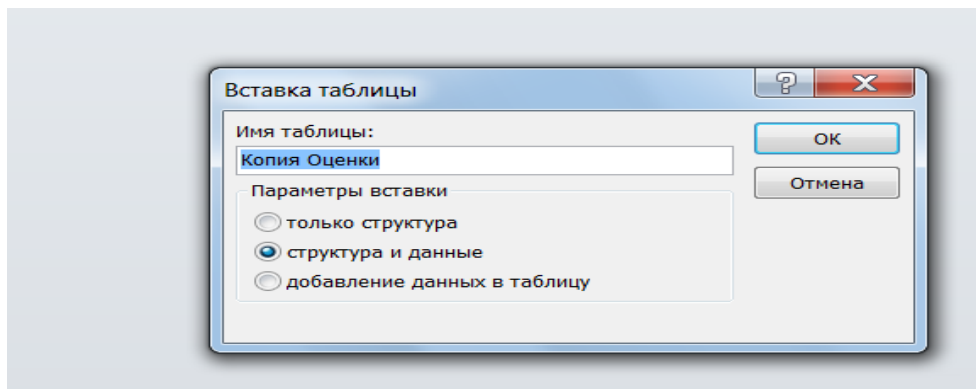 Вставка таблицы
Имя таблицы:
Копия Оценки
Параметры вставки
только структура
структура и данные
добавление данных в таблицу
ОК
Отмена